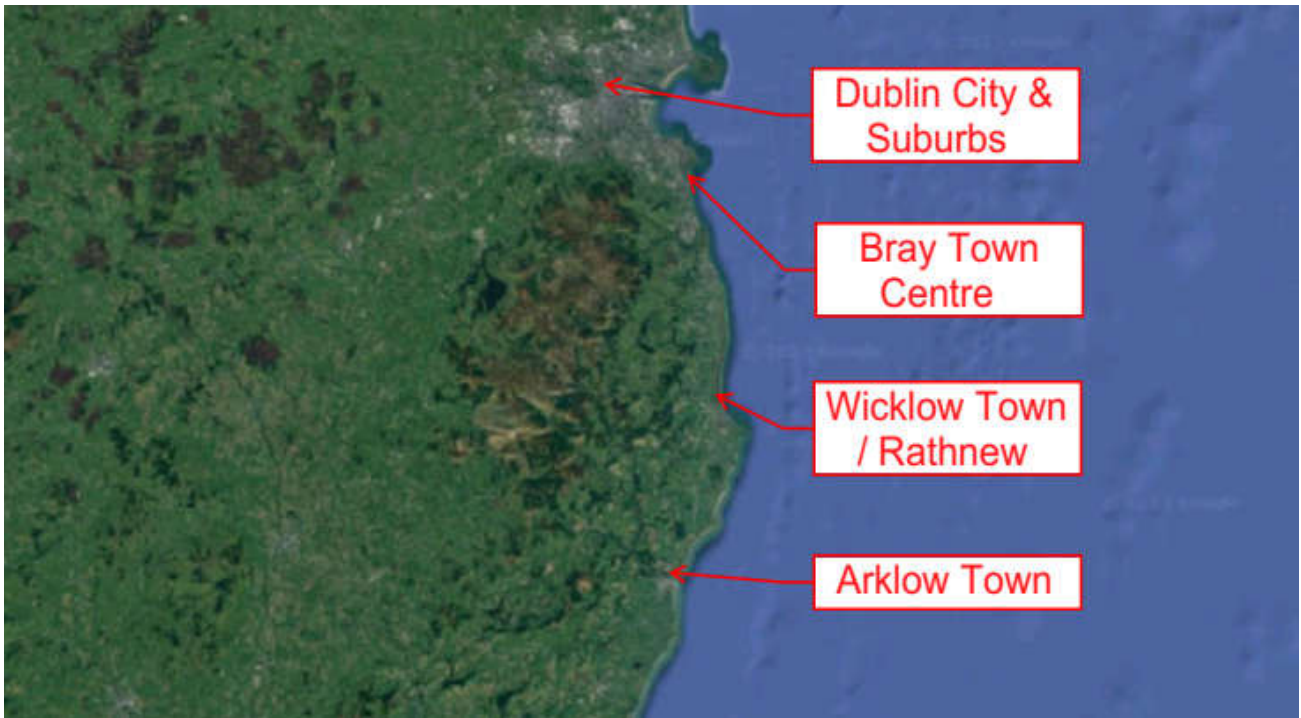 Dublin City &
Suburbs
Bray Town
Centre
Wicklow Town
/ Rathnew
Arklow Town